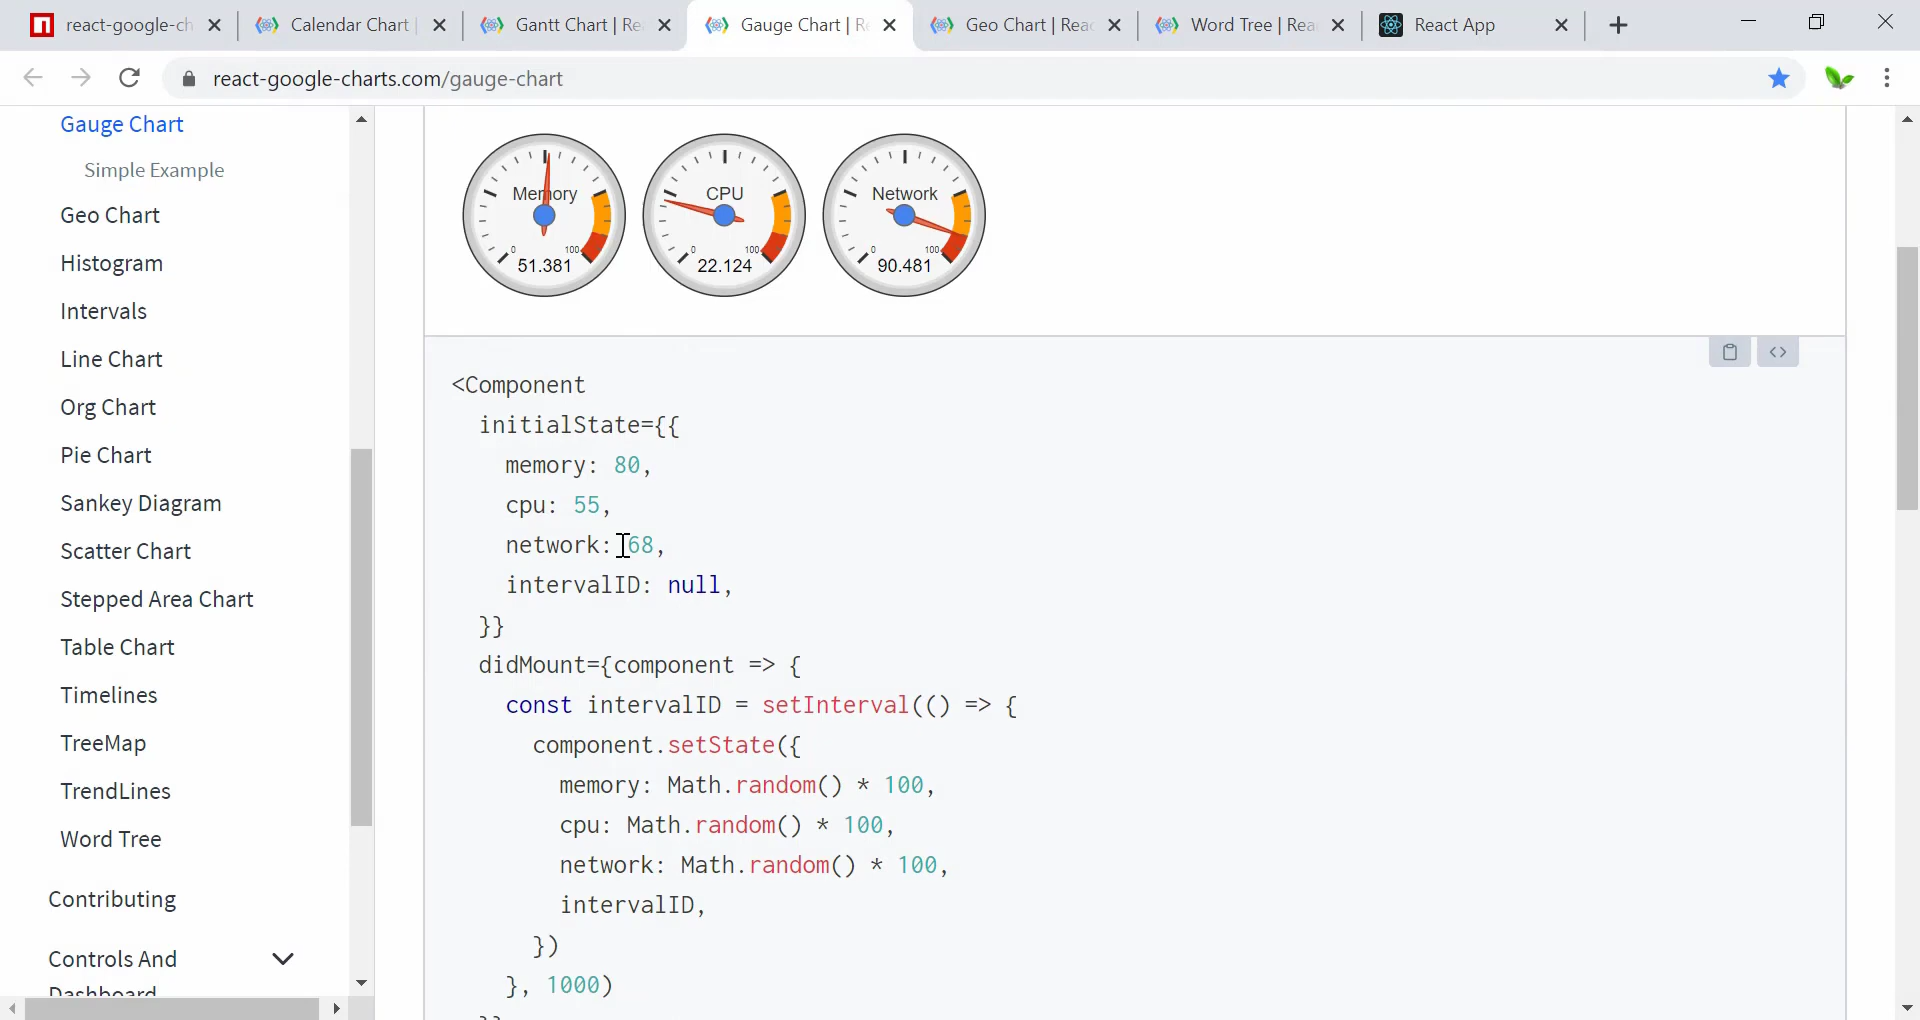 react-google-ch
Calendar Chart |
Gantt Chart | Re
Gauge Chart | R
Geo Chart | Reac
Word Tree | Rea
React App
react-google-charts.com/gauge-chart
Gauge Chart
Simple Example
Geo Chart
Histogram
Intervals
Line Chart
Org Chart
Pie Chart
Sankey Diagram
Scatter Chart
Stepped Area Chart
Table Chart
Timelines
TreeMap
TrendLines
Word Tree
Contributing
Controls And
Dashboard
Memory
0 100
51.381
CPU
0 100
22.124
Network
0 100
90.481
<Component
initialState={{
memory: 80,
cpu: 55,
network: 68,
intervalID: null,
}}
didMount={component => {
const intervalID = setInterval(() => {
component.setState({
memory: Math.random() * 100,
cpu: Math.random() * 100,
network: Math.random() * 100,
intervalID,
})
}, 1000)
}}